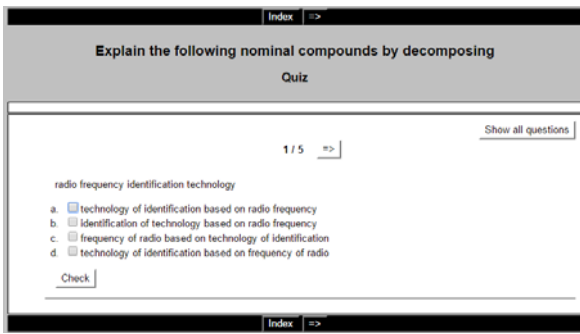 Index =>
Explain the following nominal compounds by decomposing
Quiz
Show all questions
1 / 5 =>
radio frequency identification technology
a. technology of identification based on radio frequency
b. identification of technology based on radio frequency
c. frequency of radio based on technology of identification
d. technology of identification based on frequency of radio
Check
Index =>